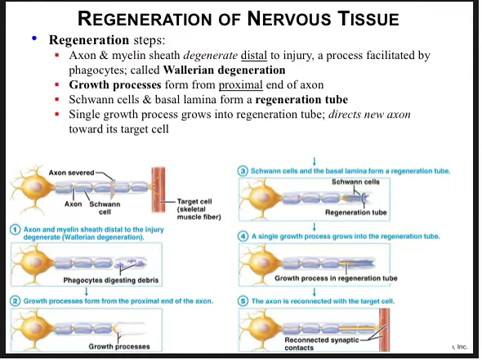 REGENERATION OF NERVOUS TISSUE
• Regeneration steps:
▪ Axon & myelin sheath degenerate distal to injury, a process facilitated by
phagocytes; called Wallerian degeneration
▪ Growth processes form from proximal end of axon
▪ Schwann cells & basal lamina form a regeneration tube
▪ Single growth process grows into regeneration tube; directs new axon
toward its target cell
Axon severed
Axon Schwann
cell
Target cell
(skeletal
muscle fiber)
1 Axon and myelin sheath distal to the injury
degenerate (Wallerian degeneration).
Phagocytes digesting debris
2 Growth processes form from the proximal end of the axon.
Growth processes
3 Schwann cells and the basal lamina form a regeneration tube.
Schwann cells
Regeneration tube
4 A single growth process grows into the regeneration tube.
Growth process in regeneration tube
5 The axon is reconnected with the target cell.
Reconnected synaptic
contacts
, Inc.